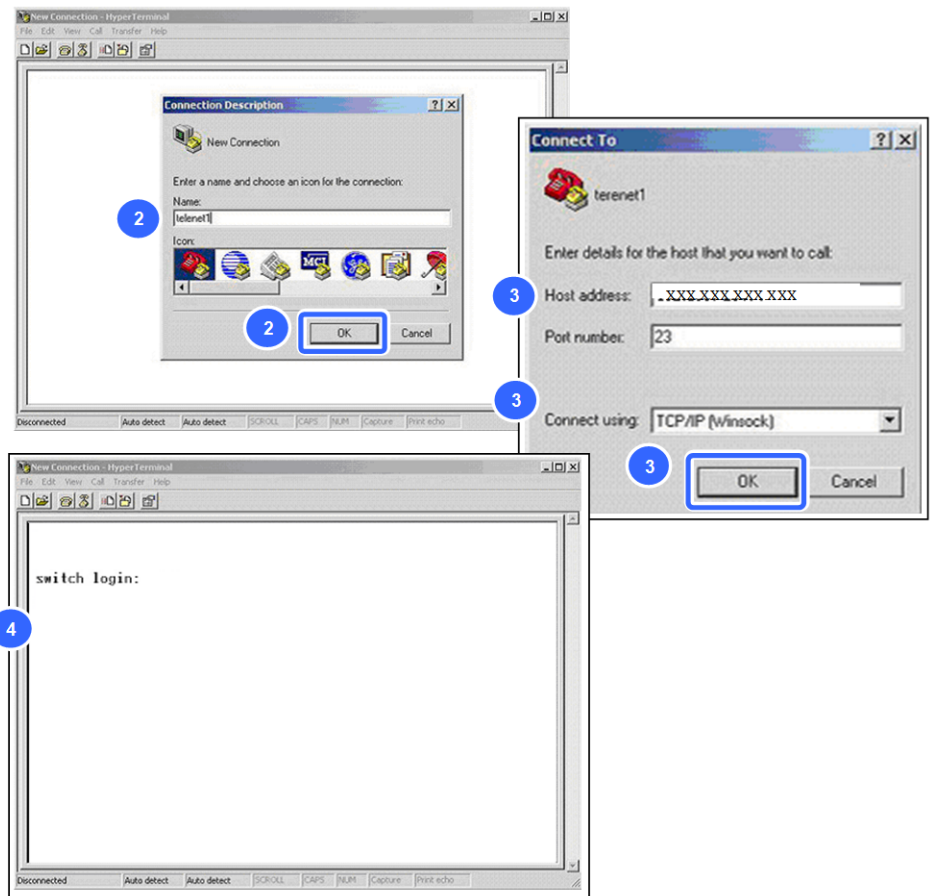 New Connection - HyperTerminal
File Edit View Call Transfer Help
Connection Description
New Connection
Enter a name and choose an icon for the connection:
Name:
2
telenet1
Icon:
MCI
2
OK Cancel
Disconnected Auto detect Auto detect SCROLL CAPS NUM Capture Print echo
Connect To
terenet1
Enter details for the host that you want to call:
3
Host address: . XXX.XXX.XXX.XXX
Port number: 23
3
Connect using: TCP/IP (Winsock)
3
OK Cancel
New Connection - HyperTerminal
File Edit View Call Transfer Help
switch login:
4
Disconnected Auto detect Auto detect SCROLL CAPS NUM Capture Print echo